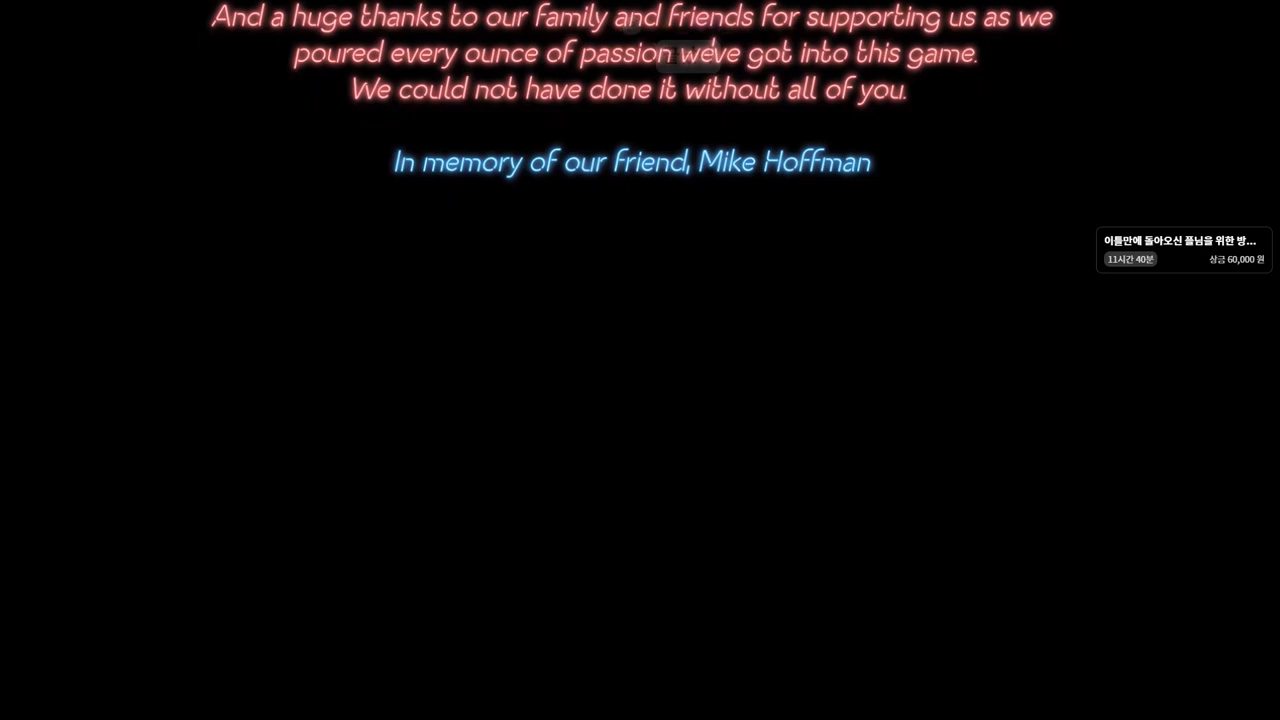 And a huge thanks to our family and friends for supporting us as we
poured every ounce of passion we've got into this game.
We could not have done it without all of you.
In memory of our friend, Mike Hoffman
이틀만에 돌아오신 풀님을 위한 방...
11시간 40분
상금 60,000 원